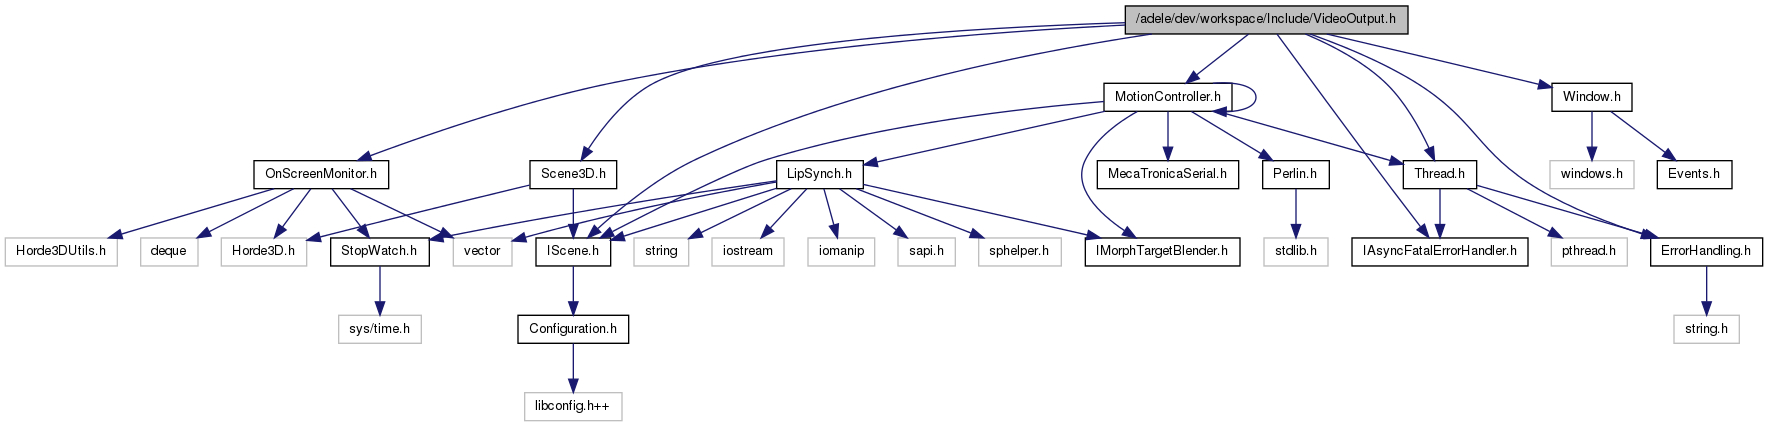 /adele/dev/workspace/Include/VideoOutput.h
MotionController.h
Window.h
OnScreenMonitor.h
Scene3D.h
LipSynch.h
MecaTronicaSerial.h
Perlin.h
Thread.h
windows.h
Events.h
Horde3DUtils.h
deque
Horde3D.h
StopWatch.h
vector
IScene.h
string
iostream
iomanip
sapi.h
sphelper.h
IMorphTargetBlender.h
stdlib.h
IAsyncFatalErrorHandler.h
pthread.h
ErrorHandling.h
sys/time.h
Configuration.h
string.h
libconfig.h++